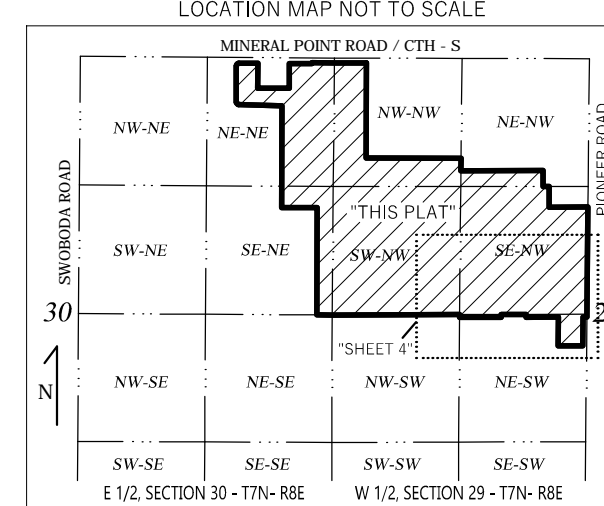 LOCATION MAP NOT TO SCALE
MINERAL POINT ROAD / CTH - S
NW-NE
NE-NE
NW-NW
NE-NW
SWOBODA ROAD
PIONEER ROAD
"THIS PLAT"
SW-NE
SE-NE
SW-NW
SE-NW
30
2
"SHEET 4"
N
NW-SE
NE-SE
NW-SW
NE-SW
SW-SE
SE-SE
SW-SW
SE-SW
E 1/2, SECTION 30 - T7N- R8E
W 1/2, SECTION 29 - T7N- R8E